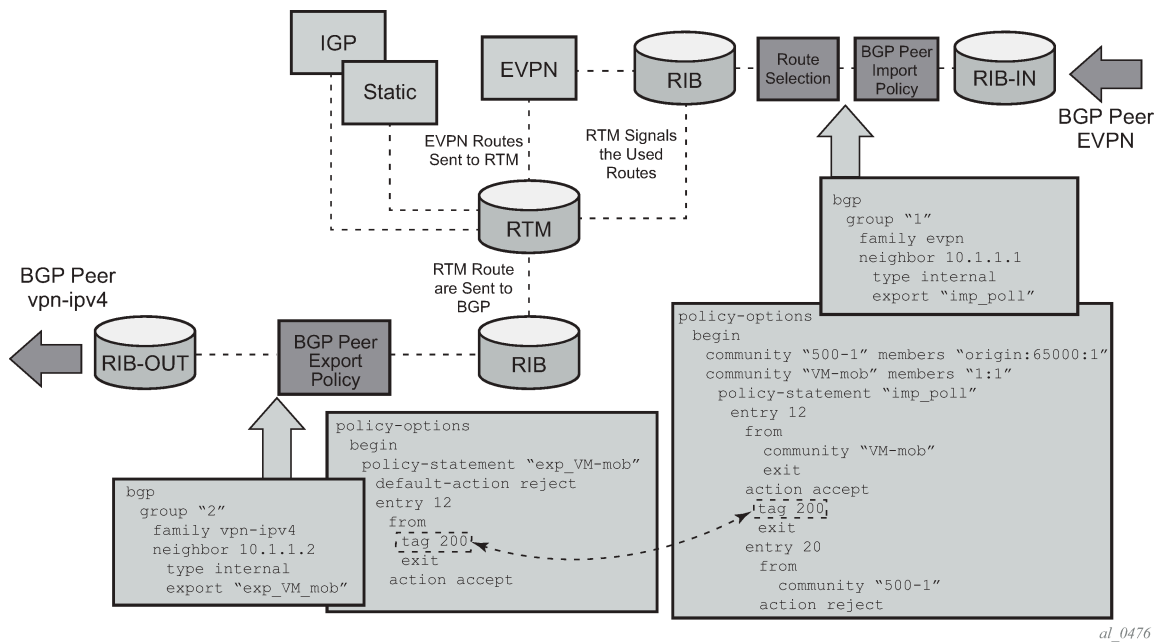 IGP
Static
EVPN
RIB
Route
Selection
BGP Peer
Import
Policy
RIB-IN
BGP Peer
EVPN
EVPN Routes
Sent to RTM
RTM Signals
the Used
Routes
RTM
RTM Route
are Sent to
BGP
BGP Peer
vpn-ipv4
RIB-OUT
BGP Peer
Export
Policy
RIB
bgp
group “1”
family evpn
neighbor 10.1.1.1
type internal
export “imp_poll”
policy-options
begin
community “500-1” members “origin:65000:1”
community “VM-mob” members “1:1”
policy-statement “imp_poll”
entry 12
from
community “VM-mob”
exit
action accept
tag 200
exit
entry 20
from
community “500-1”
action reject
policy-options
begin
policy-statement “exp_VM-mob”
default-action reject
entry 12
from
tag 200
exit
action accept
bgp
group “2”
family vpn-ipv4
neighbor 10.1.1.2
type internal
export “exp_VM_mob”
al_0476